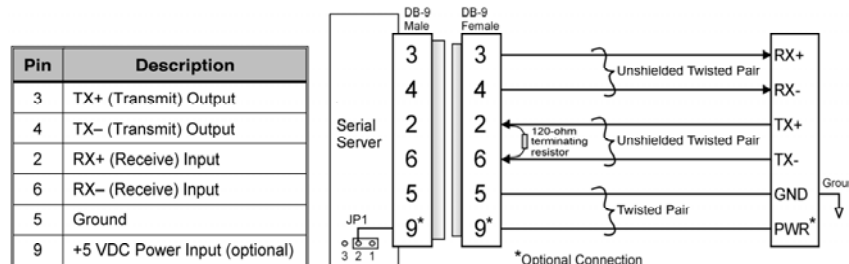 Pin Description
3 TX+ (Transmit) Output
4 TX– (Transmit) Output
2 RX+ (Receive) Input
6 RX– (Receive) Input
5 Ground
9 +5 VDC Power Input (optional)
DB-9 Male
DB-9 Female
Serial Server
JP1
3 2 1
3 3 RX+
Unshielded Twisted Pair
4 4 RX-
2 2 TX+
120-ohm terminating resistor
Unshielded Twisted Pair
6 6 TX-
5 5 GND
Twisted Pair
9* 9* PWR*
*Optional Connection